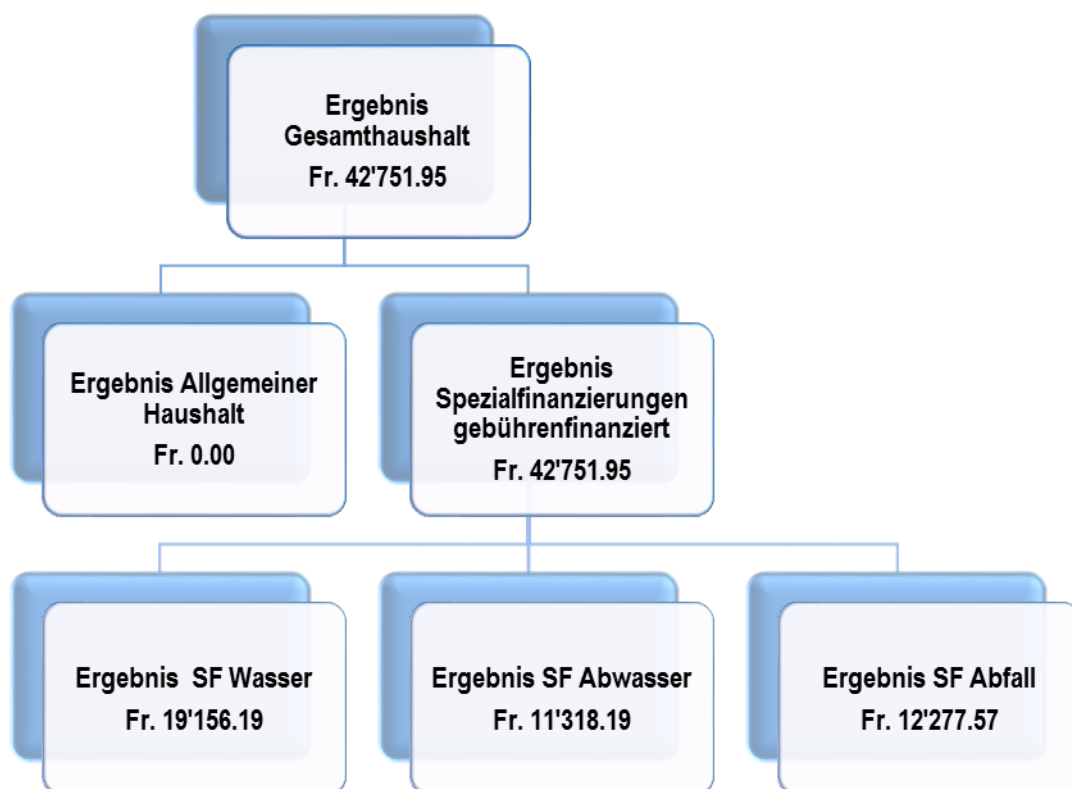 Ergebnis
Gesamthaushalt
Fr. 42'751.95
Ergebnis Allgemeiner
Haushalt
Fr. 0.00
Ergebnis
Spezialfinanzierungen
gebührenfinanziert
Fr. 42'751.95
Ergebnis  SF Wasser
Fr. 19'156.19
Ergebnis SF Abwasser
Fr. 11'318.19
Ergebnis SF Abfall
Fr. 12'277.57